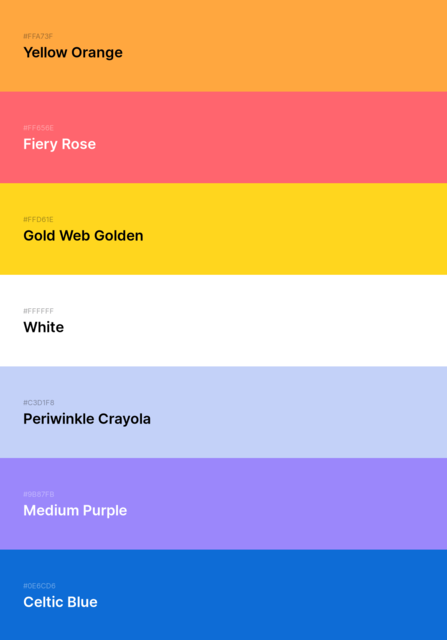 #FFA73F
Yellow Orange
#FF656E
Fiery Rose
#FFD61E
Gold Web Golden
#FFFFFF
White
#C3D1F8
Periwinkle Crayola
#9B87FB
Medium Purple
#0E6CD6
Celtic Blue